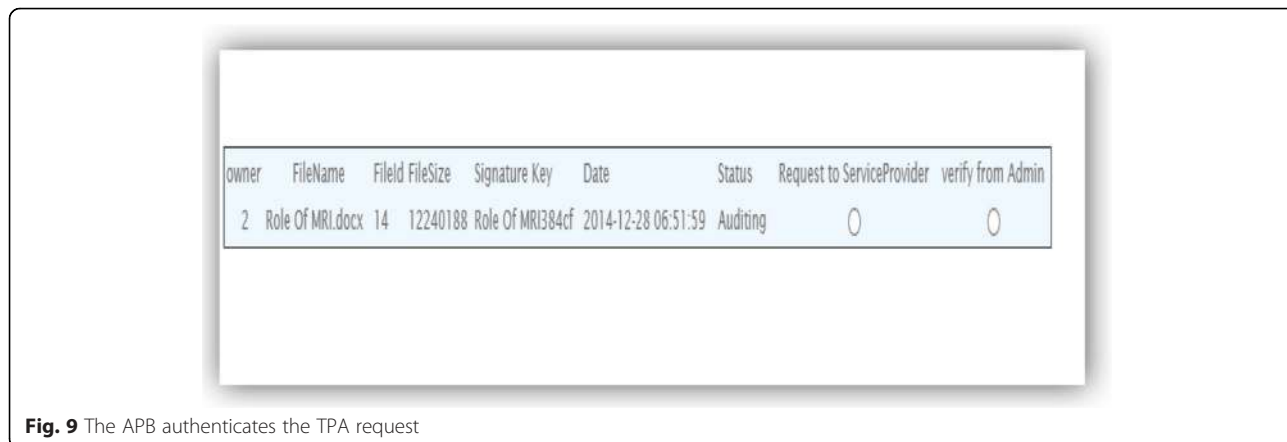 owner FileName FileId FileSize Signature Key Date Status Request to ServiceProvider verify from Admin
2 Role Of MRI.docx 14 12240188 Role Of MRI384cf 2014-12-28 06:51:59 Auditing
Fig. 9 The APB authenticates the TPA request